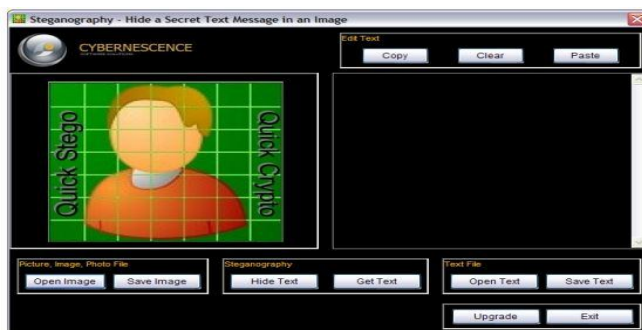 Steganography - Hide a Secret Text Message in an Image
CYBERNESCENCE
Edit Text
Copy Clear Paste
Quick Stego
Quick Crypto
Picture, Image, Photo File
Open Image Save Image
Steganography
Hide Text Get Text
Text File
Open Text Save Text
Upgrade Exit